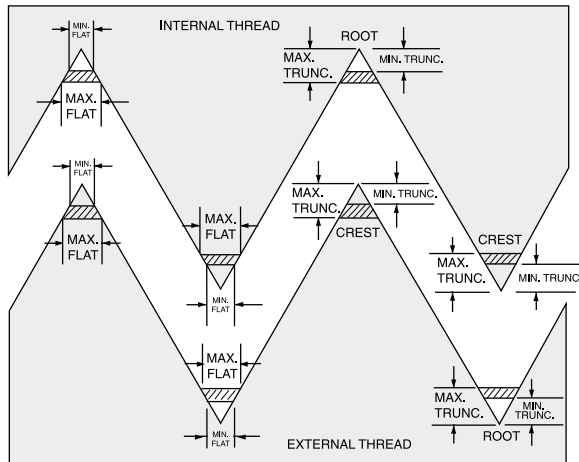 MIN.
FLAT
INTERNAL THREAD
ROOT
MAX.
TRUNC.
MIN. TRUNC.
MAX.
FLAT
MIN.
FLAT
MAX.
FLAT
MAX.
TRUNC.
MIN. TRUNC.
CREST
MAX.
FLAT
CREST
MAX.
TRUNC.
MIN. TRUNC.
MIN.
FLAT
MAX.
FLAT
MAX.
TRUNC.
MIN.
TRUNC.
MIN.
FLAT
ROOT
EXTERNAL THREAD